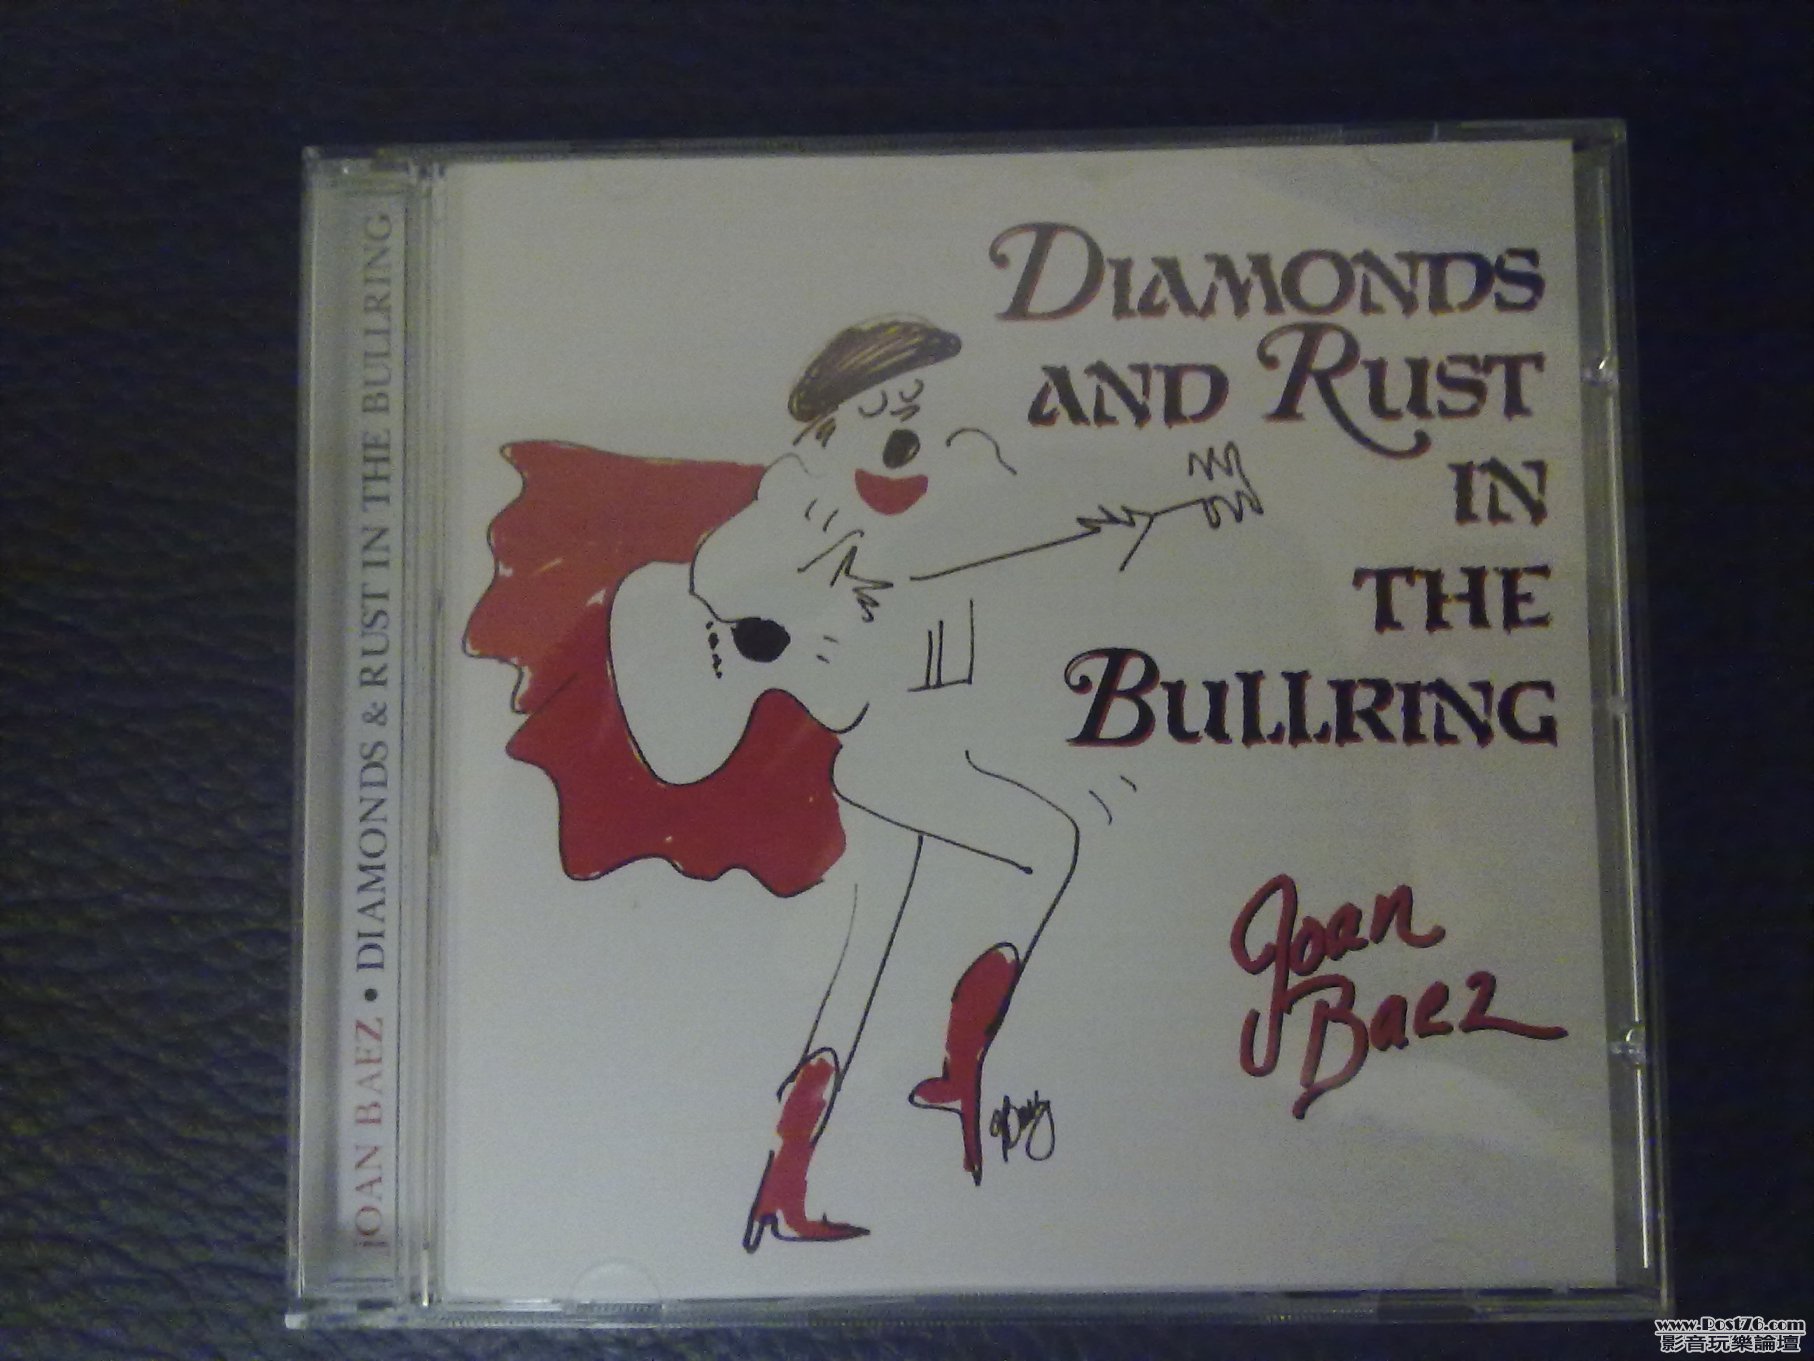 JOAN BAEZ • DIAMONDS & RUST IN THE BULLRING
DIAMONDS
AND RUST
IN
THE
BULLRING
Joan
Baez
www.Post76.com
影音玩樂論壇